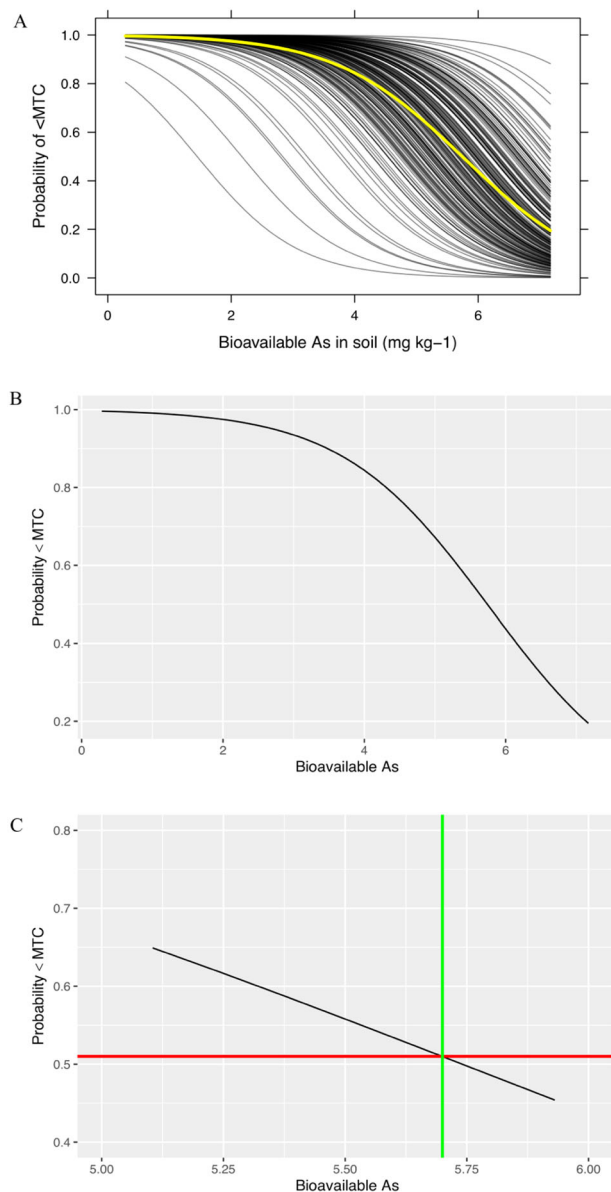 A
1.0
0.8
0.6
0.4
0.2
0.0
Probability of <MTC
0 2 4 6
Bioavailable As in soil (mg kg−1)
B
1.0
0.8
0.6
0.4
0.2
Probability < MTC
0 2 4 6
Bioavailable As
C
0.8
0.7
0.6
0.5
0.4
Probability < MTC
5.00 5.25 5.50 5.75 6.00
Bioavailable As